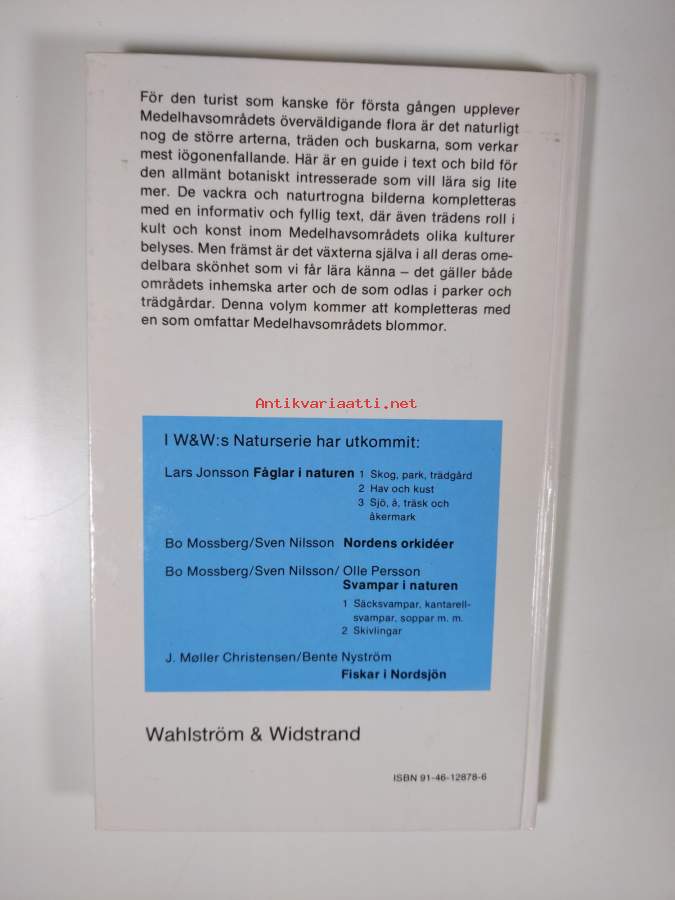 För den turist som kanske för första gången upplever
Medelhavsområdets överväldigande flora är det naturligt
nog de större arterna, träden och buskarna, som verkar
mest iögonenfallande. Här är en guide i text och bild för
den allmänt botaniskt intresserade som vill lära sig lite
mer. De vackra och naturtrogna bilderna kompletteras
med en informativ och fyllig text, där även trädens roll i
kult och konst inom Medelhavsområdets olika kulturer
belyses. Men främst är det växterna själva i all deras ome-
delbara skönhet som vi får lära känna – det gäller både
områdets inhemska arter och de som odlas i parker och
trädgårdar. Denna volym kommer att kompletteras med
en som omfattar Medelhavsområdets blommor.
Antikvariaatti.net
I W&W:s Naturserie har utkommit:
Lars Jonsson Fåglar i naturen 1 Skog, park, trädgård
2 Hav och kust
3 Sjö, å, träsk och
åkermark
Bo Mossberg/Sven Nilsson Nordens orkidéer
Bo Mossberg/Sven Nilsson/Olle Persson
Svampar i naturen
1 Säcksvampar, kantarell-
svampar, soppar m. m.
2 Skivlingar
J. Møller Christensen/Bente Nyström
Fiskar i Nordsjön
Wahlström & Widstrand
ISBN 91-46-12878-6